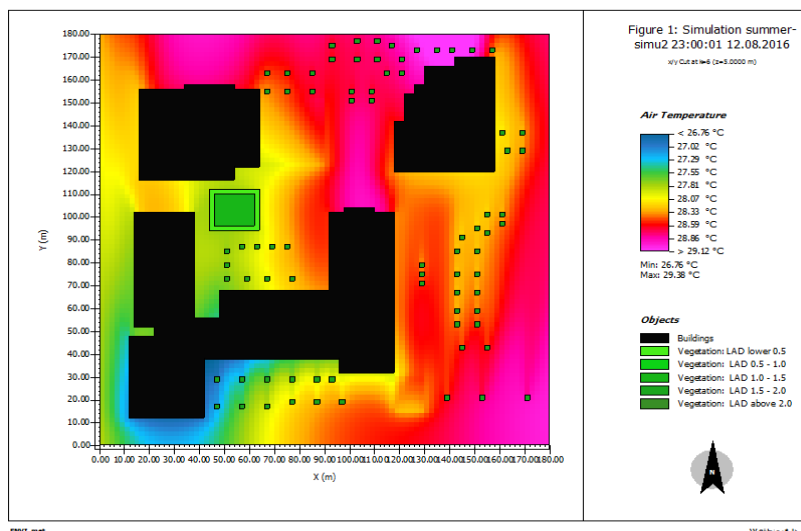 Figure 1: Simulation summer-
simu2 23:00:01 12.08.2016
x/y Cut at k=6 (z=5.0000 m)
180.00
170.00
160.00
150.00
140.00
130.00
120.00
110.00
100.00
90.00
80.00
70.00
60.00
50.00
40.00
30.00
20.00
10.00
0.00
Y (m)
0.00 10.00 20.00 30.00 40.00 50.00 60.00 70.00 80.00 90.00 100.00 110.00 120.00 130.00 140.00 150.00 160.00 170.00 180.00
X (m)
Air Temperature
< 26.76 °C
27.02 °C
27.29 °C
27.55 °C
27.81 °C
28.07 °C
28.33 °C
28.59 °C
28.86 °C
> 29.12 °C
Min: 26.76 °C
Max: 29.38 °C
Objects
Buildings
Vegetation: LAD lower 0.5
Vegetation: LAD 0.5 - 1.0
Vegetation: LAD 1.0 - 1.5
Vegetation: LAD 1.5 - 2.0
Vegetation: LAD above 2.0
N